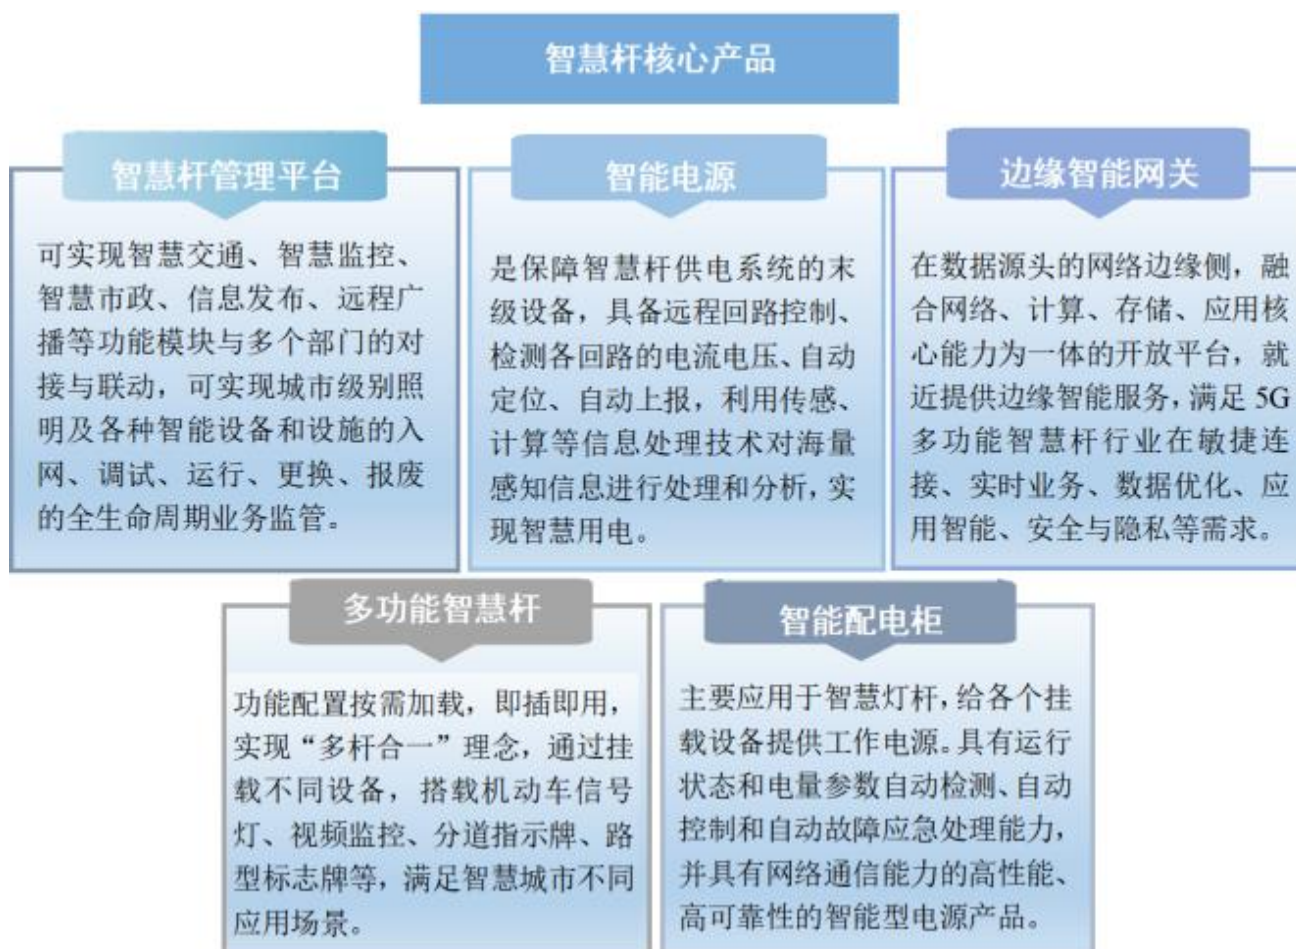 智慧杆核心产品
智慧杆管理平台
可实现智慧交通、智慧监控、
智慧市政、信息发布、远程广
播等功能模块与多个部门的对
接与联动，可实现城市级别照
明及各种智能设备和设施的入
网、调试、运行、更换、报废
的全生命周期业务监管。
智能电源
是保障智慧杆供电系统的末
级设备，具备远程回路控制、
检测各回路的电流电压、自动
定位、自动上报，利用传感、
计算等信息处理技术对海量
感知信息进行处理和分析，实
现智慧用电。
边缘智能网关
在数据源头的网络边缘侧，融
合网络、计算、存储、应用核
心能力为一体的开放平台，就
近提供边缘智能服务，满足 5G
多功能智慧杆行业在敏捷连
接、实时业务、数据优化、应
用智能、安全与隐私等需求。
多功能智慧杆
功能配置按需加载，即插即用，
实现“多杆合一”理念，通过挂
载不同设备，搭载机动车信号
灯、视频监控、分道指示牌、路
型标志牌等，满足智慧城市不同
应用场景。
智能配电柜
主要应用于智慧灯杆，给各个挂
载设备提供工作电源。具有运行
状态和电量参数自动检测、自动
控制和自动故障应急处理能力，
并具有网络通信能力的高性能、
高可靠性的智能型电源产品。